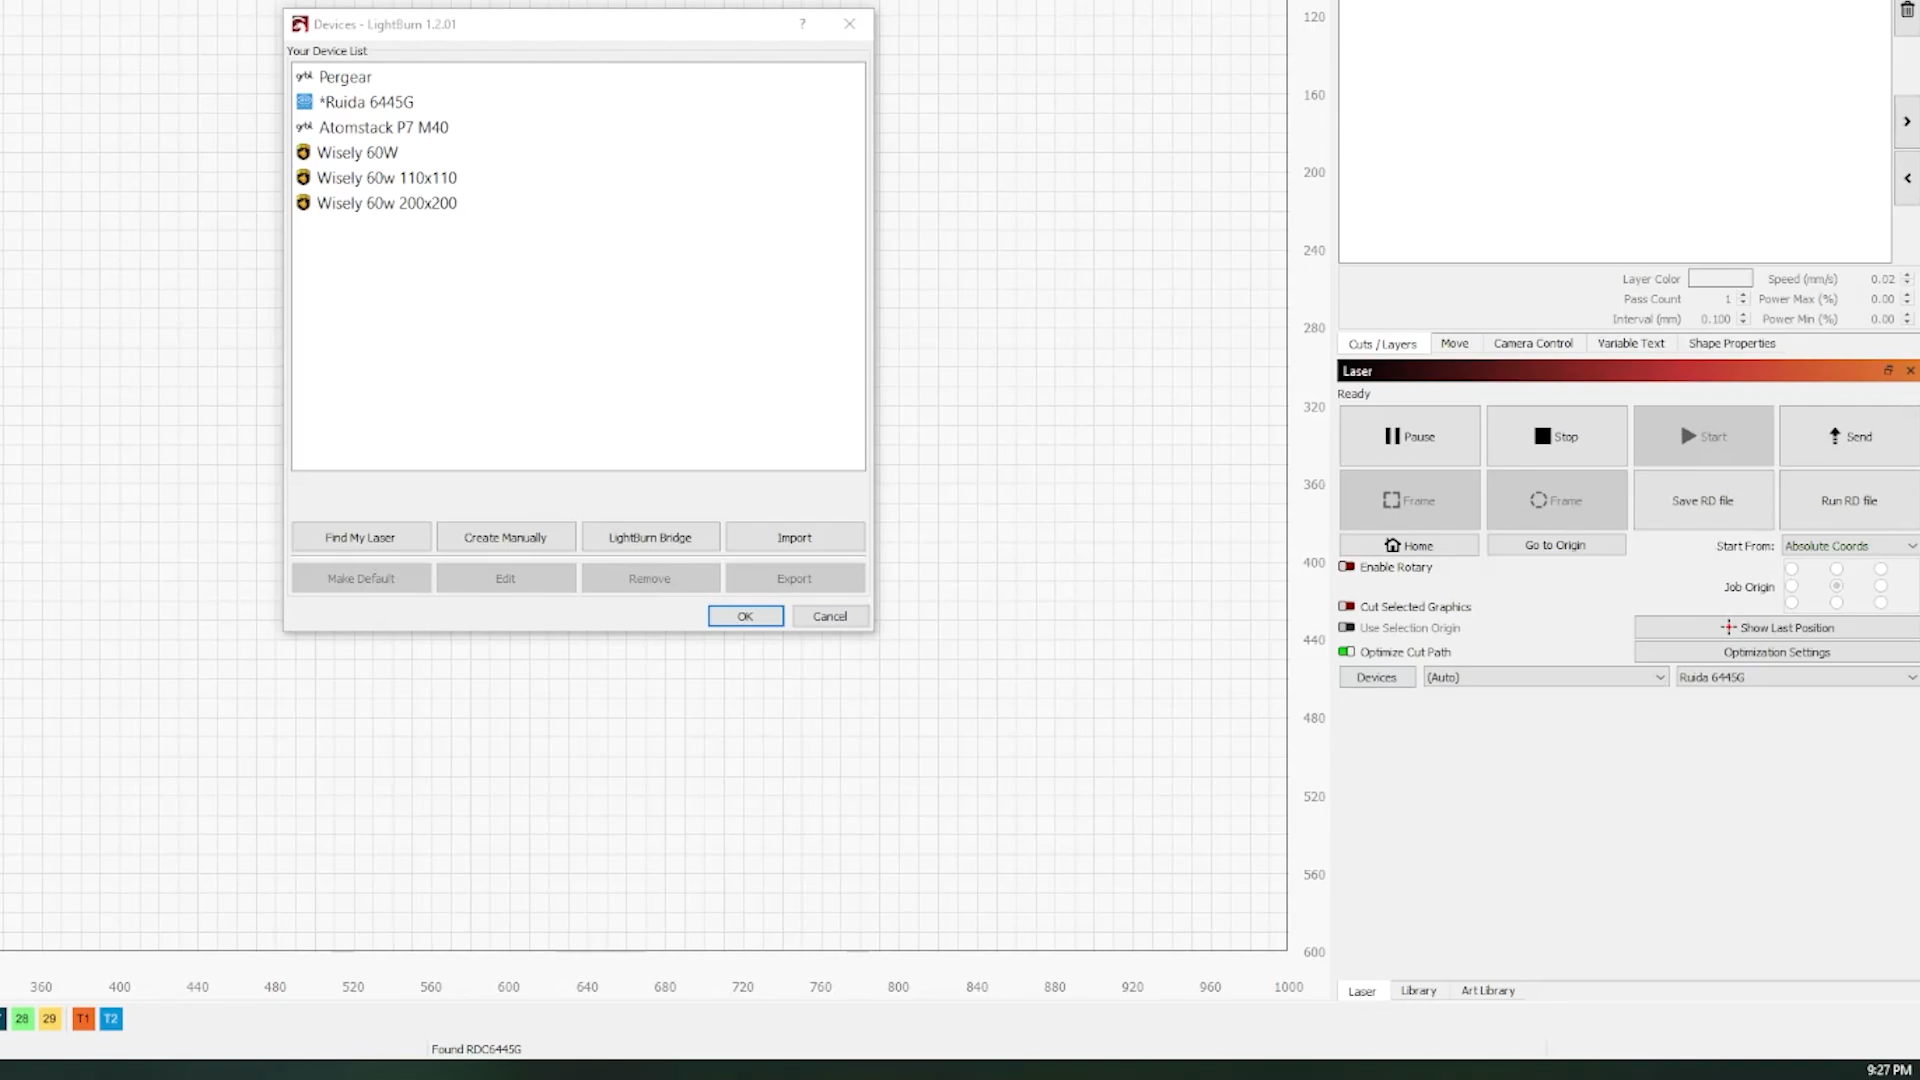 Devices - LightBurn 1.2.01
?
Your Device List
grbl Pergear
*Ruida 6445G
grbl Atomstack P7 M40
Wisely 60W
Wisely 60w 110x110
Wisely 60w 200x200
Find My Laser Create Manually LightBurn Bridge Import
Make Default Edit Remove Export
OK Cancel
120
160
200
240
280
320
360
400
440
480
520
560
600
360 400 440 480 520 560 600 640 680 720 760 800 840 880 920 960 1000
Layer Color Speed (mm/s) 0.02
Pass Count 1 Power Max (%) 0.00
Interval (mm) 0.100 Power Min (%) 0.00
Cuts / Layers Move Camera Control Variable Text Shape Properties
Laser
Ready
Pause Stop Start Send
Frame Frame Save RD file Run RD file
Home Go to Origin Start From: Absolute Coords
Enable Rotary
Job Origin
Cut Selected Graphics
Use Selection Origin Show Last Position
Optimize Cut Path Optimization Settings
Devices (Auto) Ruida 6445G
Laser Library Art Library
28 29 T1 T2
Found RDC6445G
9:27 PM